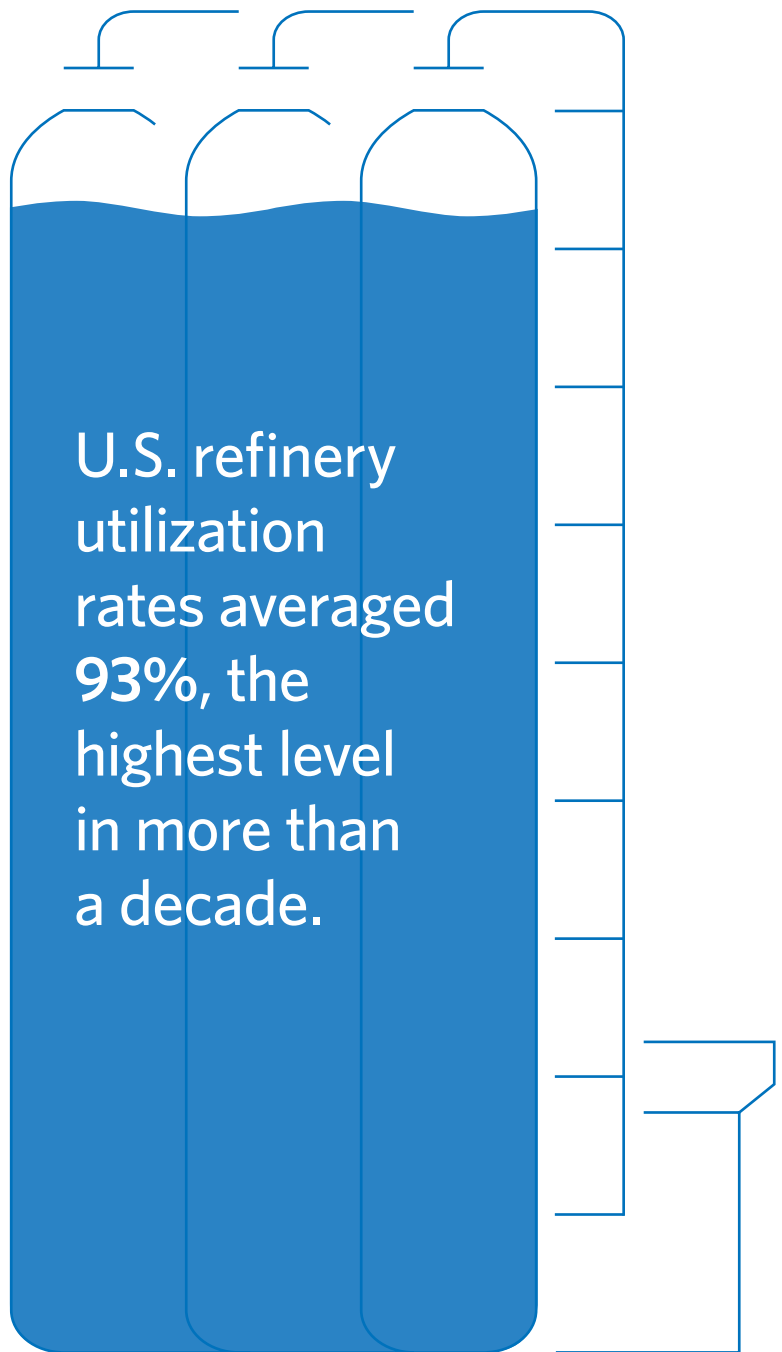 U.S. refinery
utilization
rates averaged
93%, the
highest level
in more than
a decade.